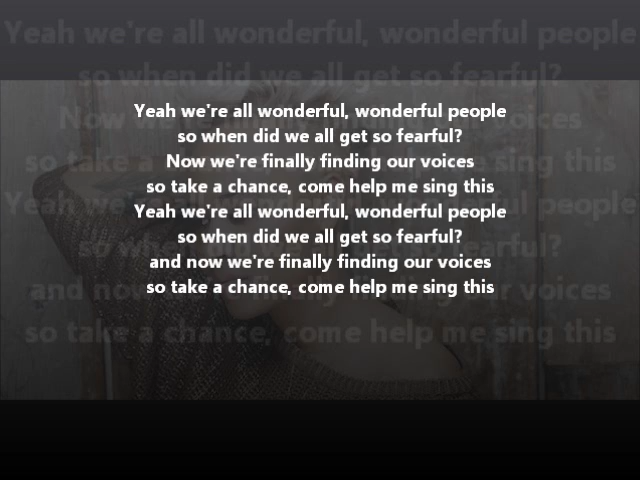 Yeah we're all wonderful, wonderful people
so when did we all get so fearful?
Now we're finally finding our voices
so take a chance, come help me sing this
Yeah we're all wonderful, wonderful people
so when did we all get so fearful?
and now we're finally finding our voices
so take a chance, come help me sing this